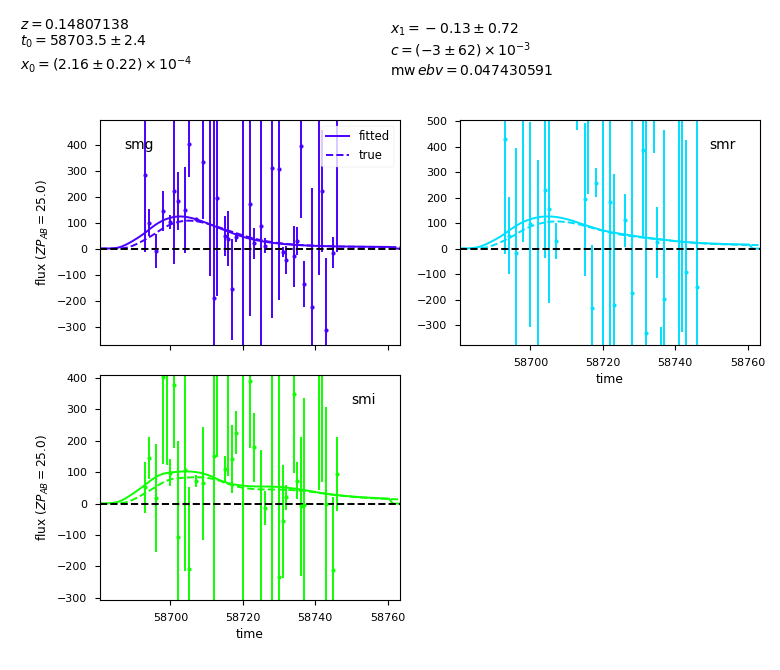 z = 0.14807138
t₀ = 58703.5 ± 2.4
x₀ = (2.16 ± 0.22) × 10⁻⁴
x₁ = −0.13 ± 0.72
c = (−3 ± 62) × 10⁻³
mw ebv = 0.047430591
smg
fitted
true
400
300
200
100
0
−100
−200
−300
flux (ZP_AB = 25.0)
smr
500
400
300
200
100
0
−100
−200
−300
58700
58720
58740
58760
time
smi
400
300
200
100
0
−100
−200
−300
flux (ZP_AB = 25.0)
58700
58720
58740
58760
time